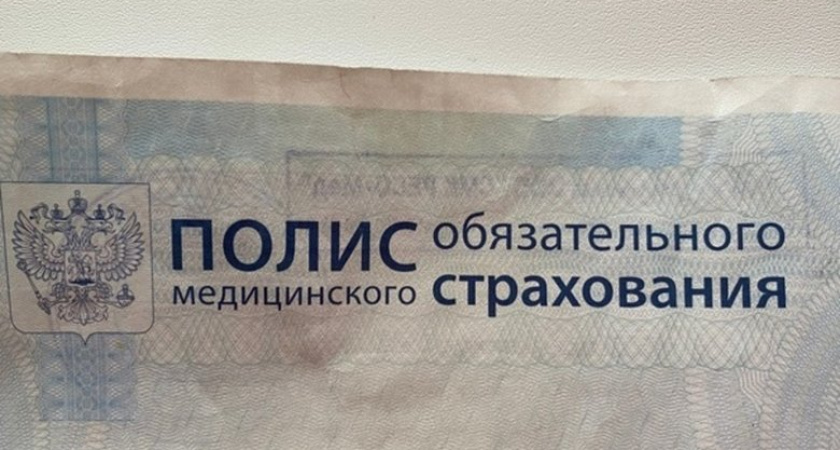 ПОЛИС обязательного
медицинского страхования